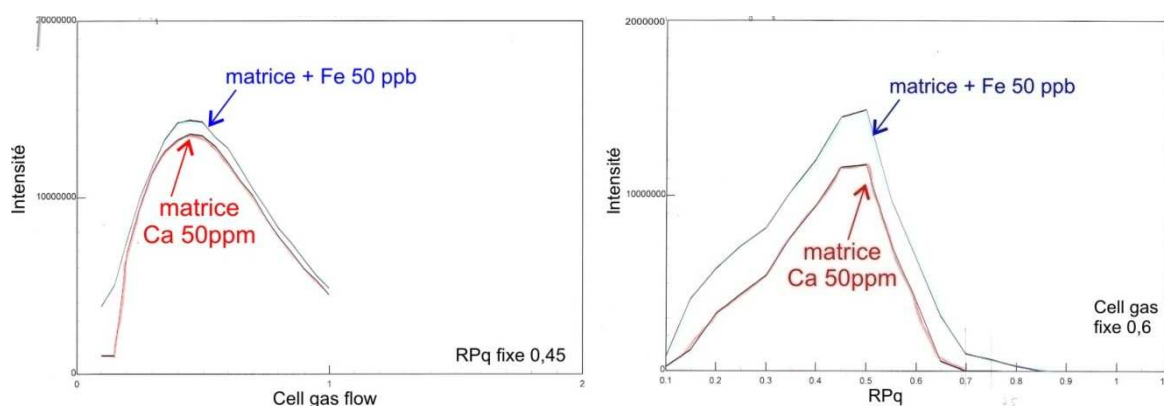 20000000
Intensité
matrice + Fe 50 ppb
10000000
matrice
Ca 50ppm
RPq fixe 0,45
0
0
1
2
Cell gas flow
20000000
Intensité
matrice + Fe 50 ppb
10000000
matrice
Ca 50ppm
Cell gas
fixe 0,6
0
0.1 0.2 0.3 0.4 0.5 0.6 0.7 0.8 0.9 1
RPq